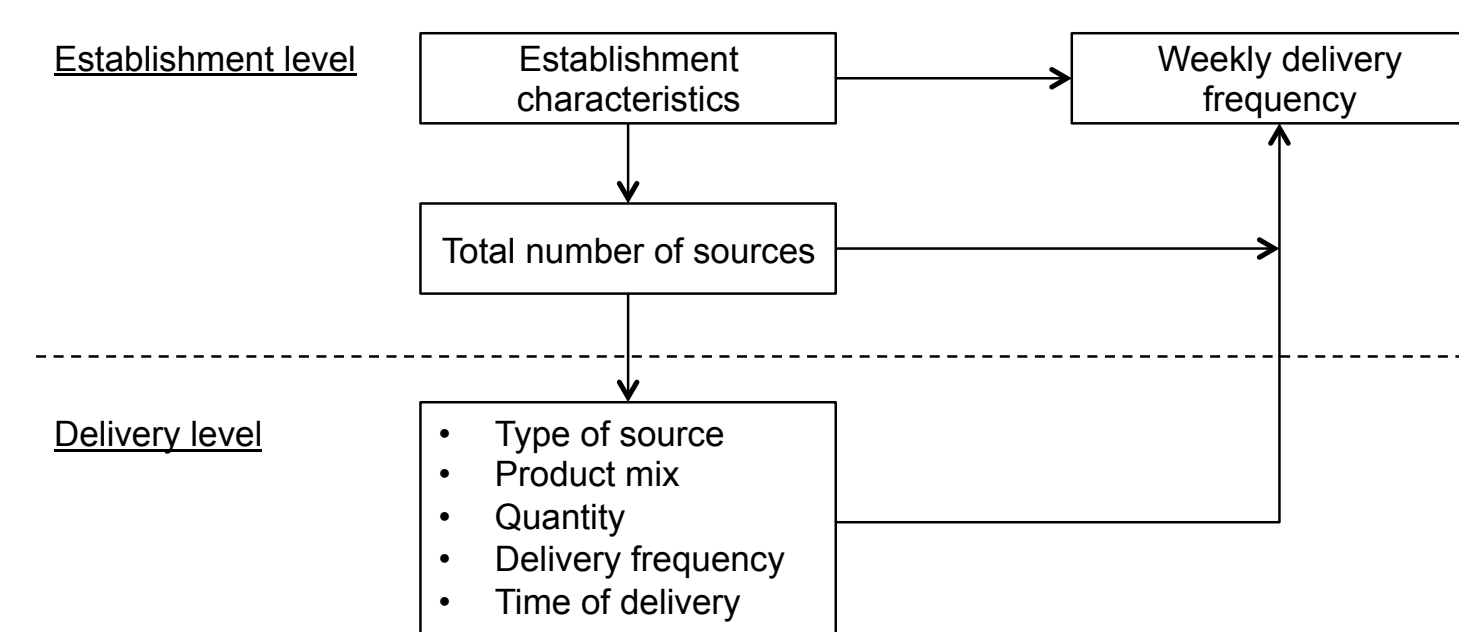 Establishment level
Establishment
characteristics
Weekly delivery
frequency
Total number of sources
Delivery level
• Type of source
• Product mix
• Quantity
• Delivery frequency
• Time of delivery